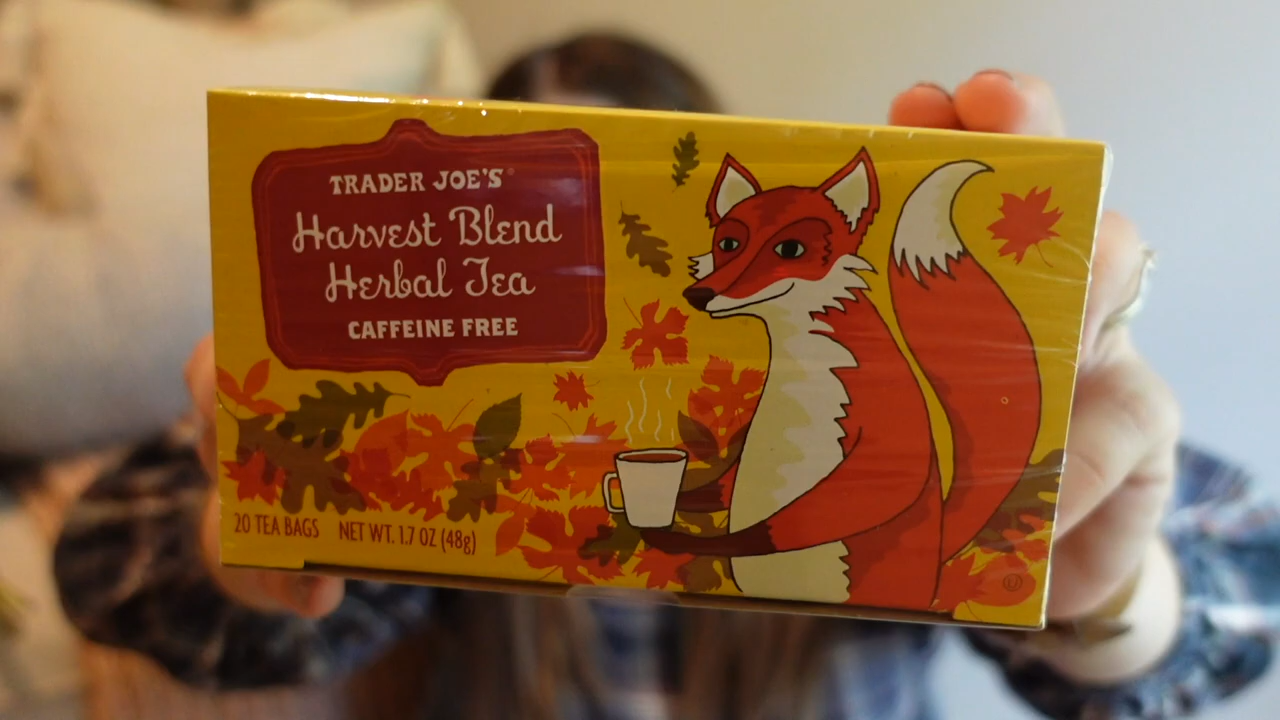 TRADER JOE'S
Harvest Blend
Herbal Tea
CAFFEINE FREE
20 TEA BAGS NET WT. 1.7 OZ (48g)
U